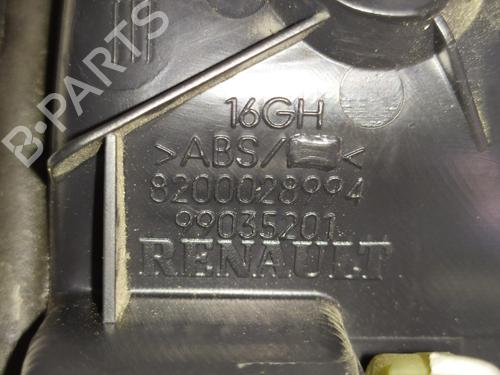 B-PARTS
16GH
>ABS/ <
8200028994
99035201
RENAULT